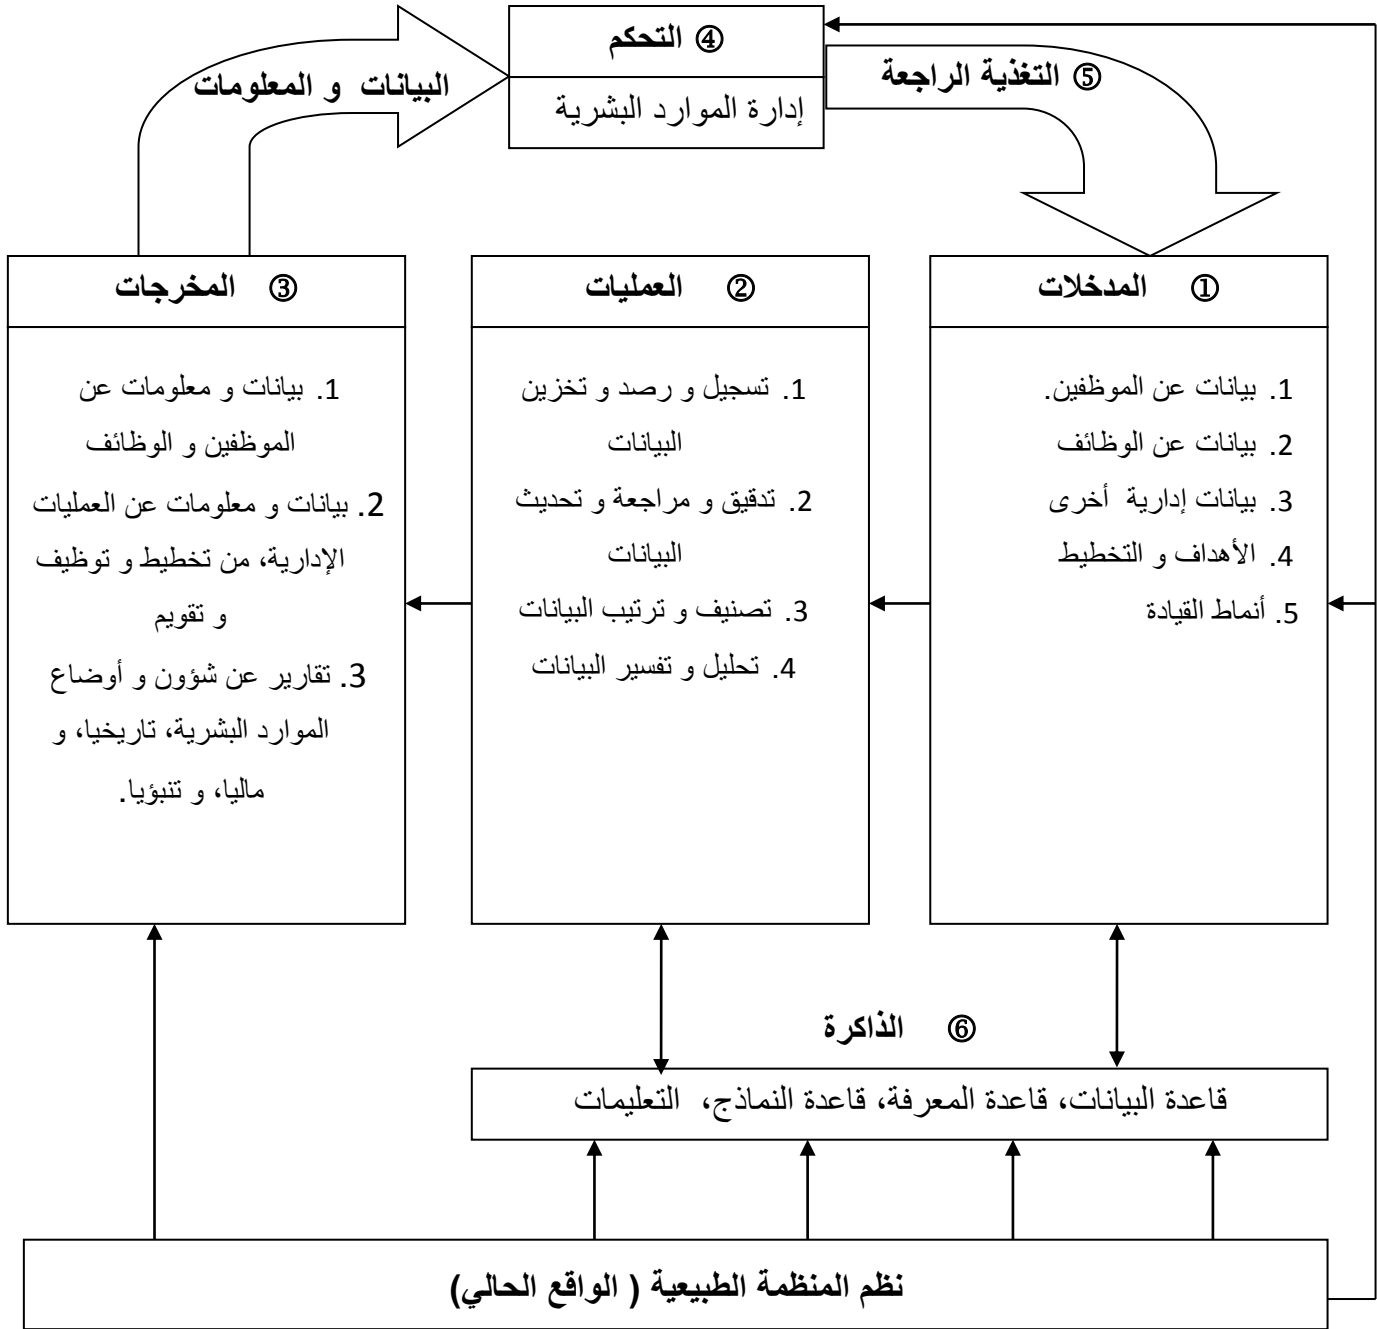 ④ التحكم
إدارة الموارد البشرية
⑤ التغذية الراجعة
البيانات و المعلومات
① المدخلات
1. بيانات عن الموظفين.
2. بيانات عن الوظائف
3. بيانات إدارية أخرى
4. الأهداف و التخطيط
5. أنماط القيادة
② العمليات
1. تسجيل و رصد و تخزين
البيانات
2. تدقيق و مراجعة و تحديث
البيانات
3. تصنيف و ترتيب البيانات
4. تحليل و تفسير البيانات
③ المخرجات
1. بيانات و معلومات عن
الموظفين و الوظائف
2. بيانات و معلومات عن العمليات
الإدارية، من تخطيط و توظيف
و تقويم
3. تقارير عن شؤون و أوضاع
الموارد البشرية، تاريخيا، و
ماليا، و تنبؤيا.
⑥ الذاكرة
قاعدة البيانات، قاعدة المعرفة، قاعدة النماذج، التعليمات
نظم المنظمة الطبيعية ( الواقع الحالي)